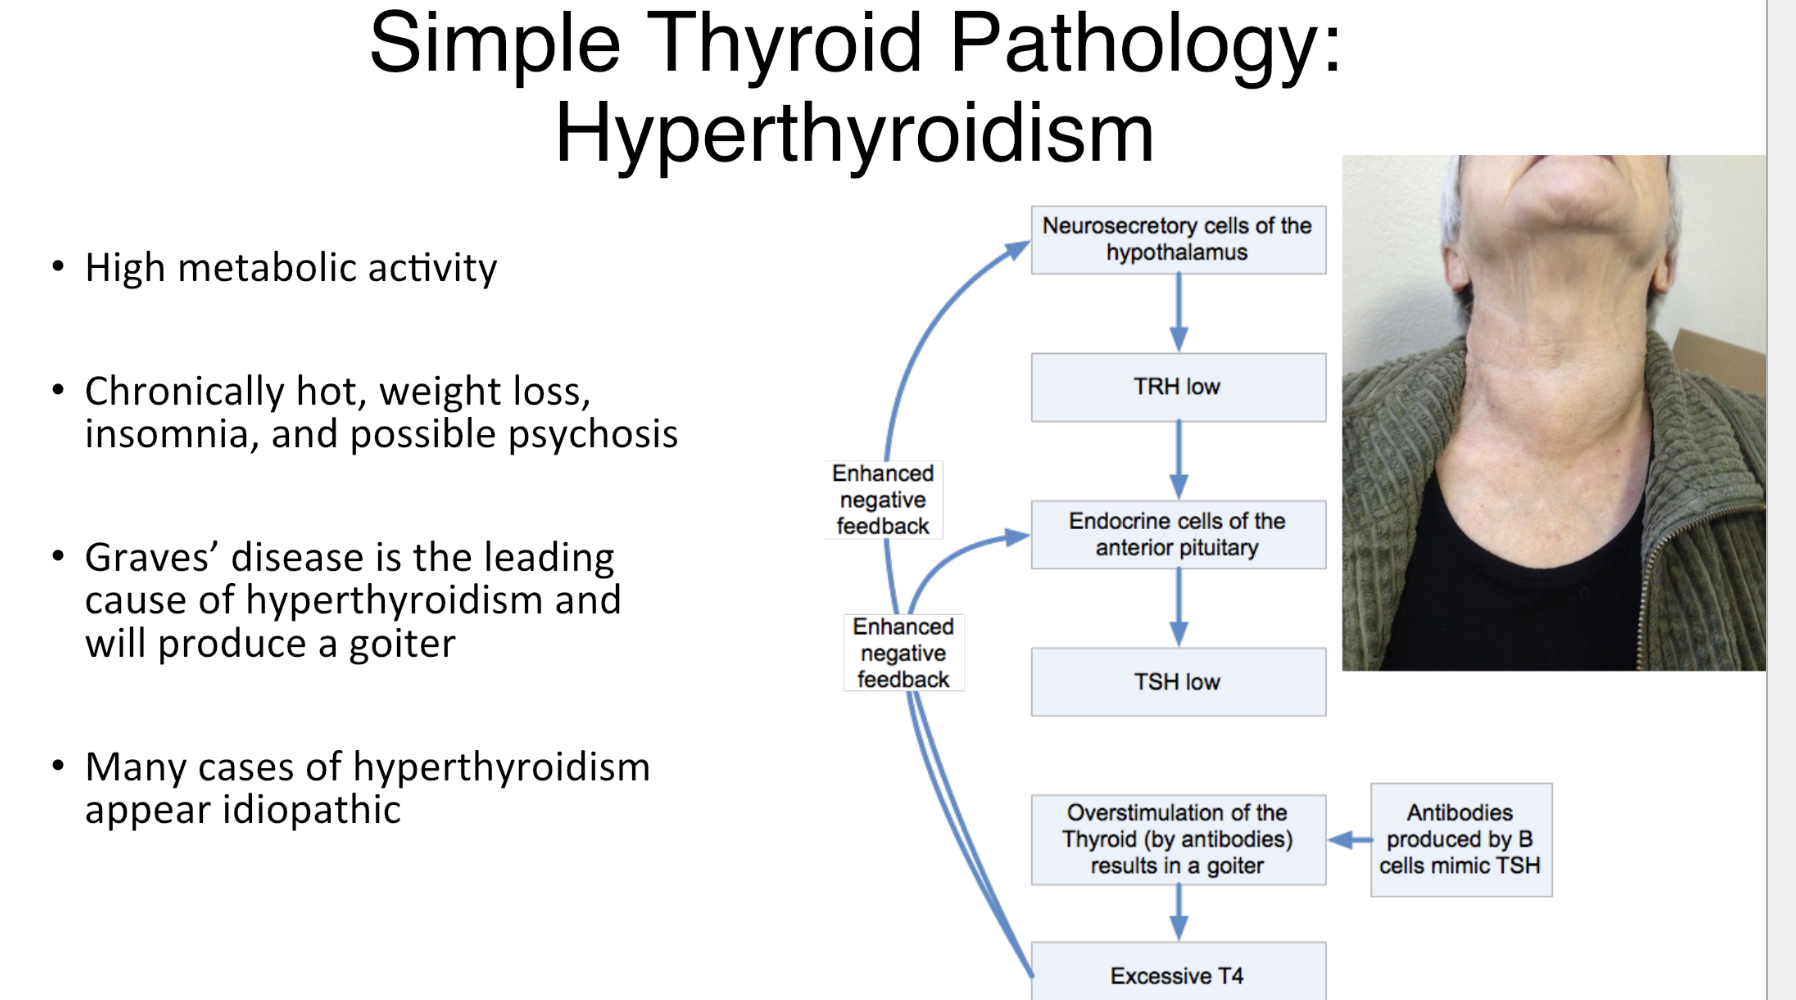 Simple Thyroid Pathology:
Hyperthyroidism
• High metabolic activity
• Chronically hot, weight loss,
insomnia, and possible psychosis
• Graves’ disease is the leading
cause of hyperthyroidism and
will produce a goiter
• Many cases of hyperthyroidism
appear idiopathic
Neurosecretory cells of the
hypothalamus
TRH low
Enhanced
negative
feedback
Endocrine cells of the
anterior pituitary
Enhanced
negative
feedback
TSH low
Overstimulation of the
Thyroid (by antibodies)
results in a goiter
Antibodies
produced by B
cells mimic TSH
Excessive T4